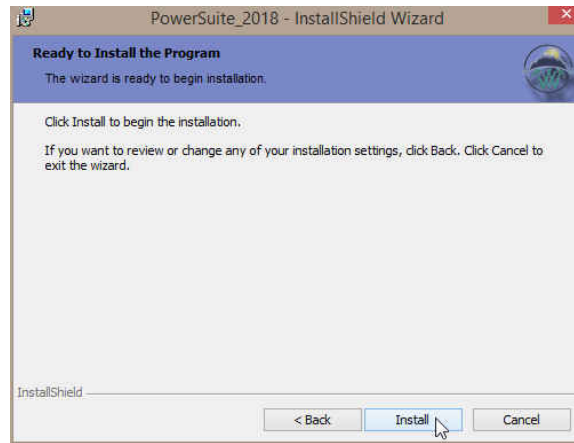 PowerSuite_2018 - InstallShield Wizard
Ready to Install the Program
The wizard is ready to begin installation.
Click Install to begin the installation.
If you want to review or change any of your installation settings, click Back. Click Cancel to
exit the wizard.
InstallShield
< Back Install Cancel